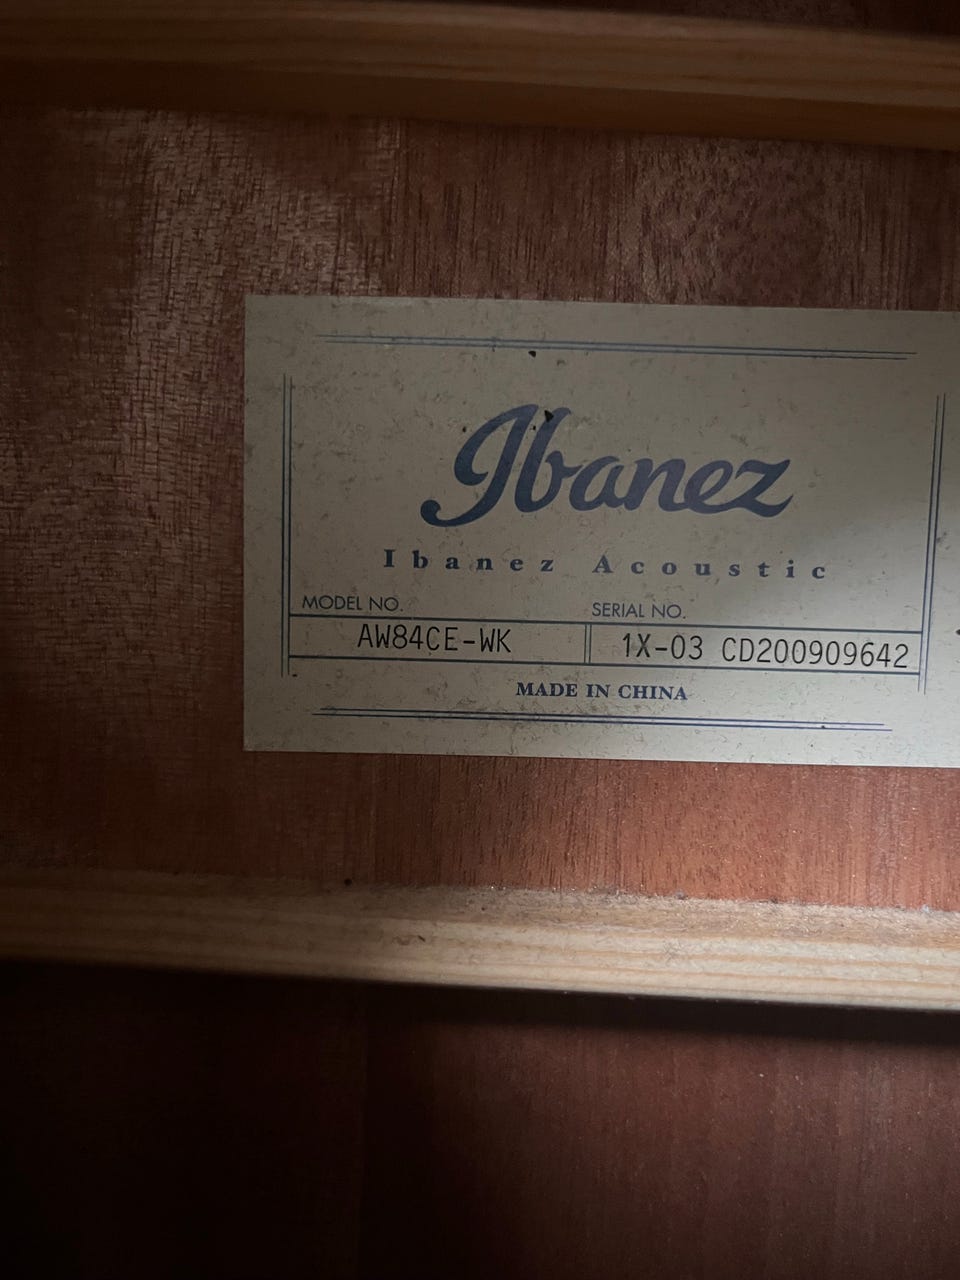 Ibanez
Ibanez Acoustic
MODEL NO. SERIAL NO.
AW84CE-WK 1X-03 CD200909642
MADE IN CHINA